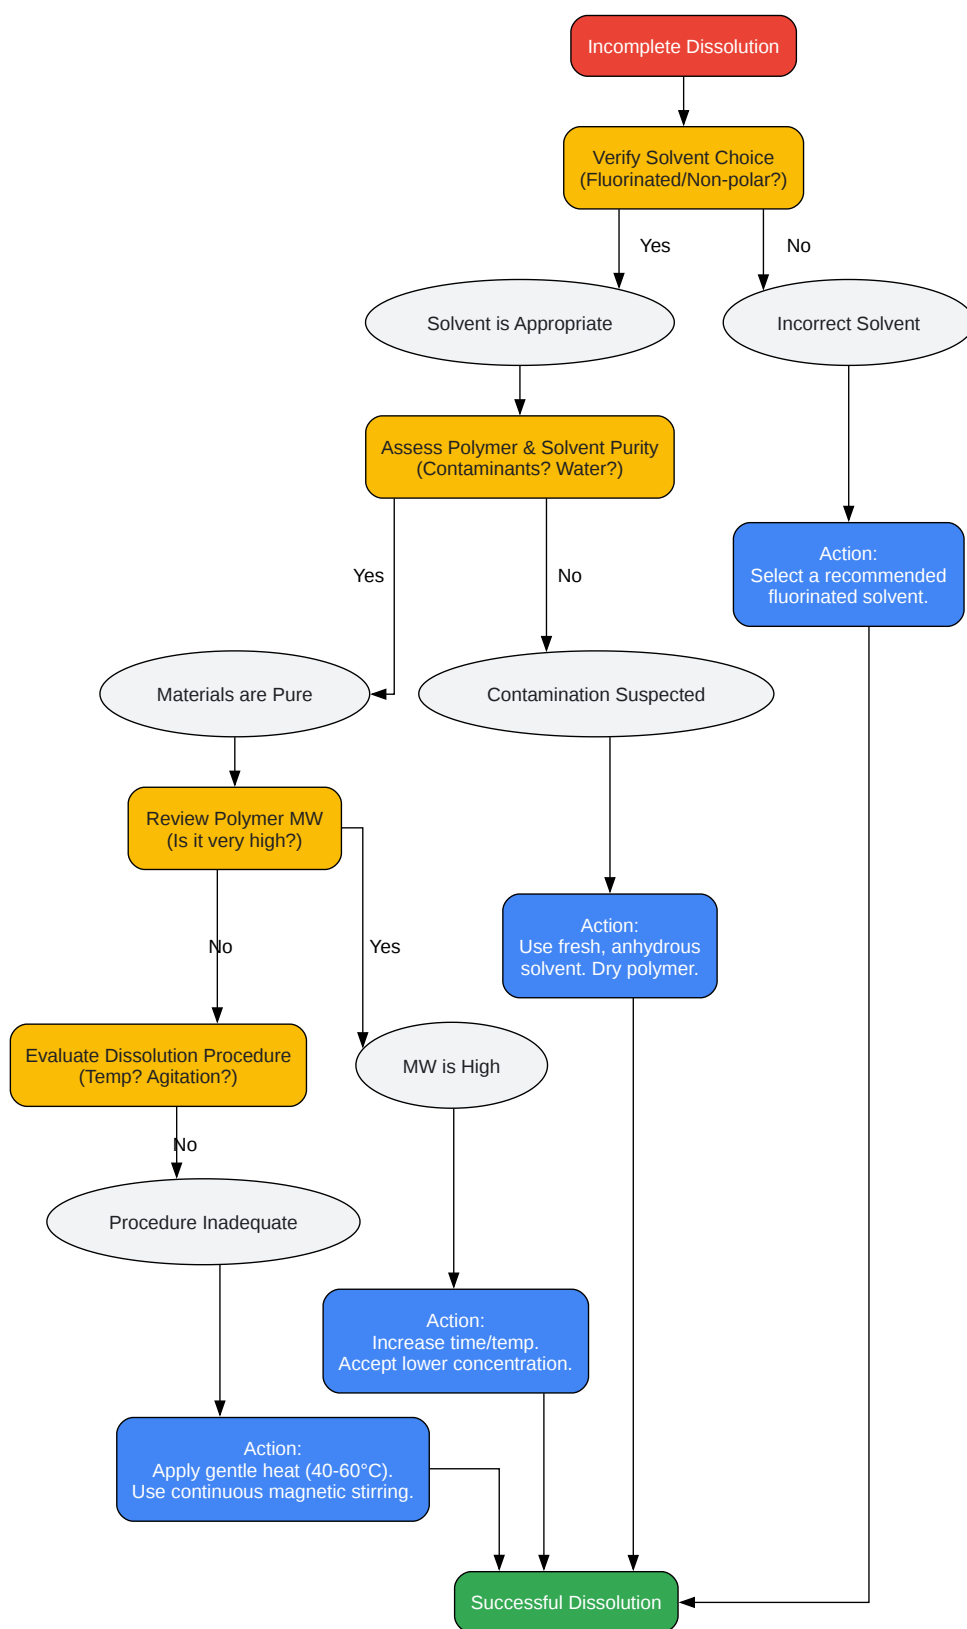 Incomplete Dissolution
Verify Solvent Choice
(Fluorinated/Non-polar?)
Yes
No
Solvent is Appropriate
Incorrect Solvent
Assess Polymer & Solvent Purity
(Contaminants? Water?)
Action:
Select a recommended
fluorinated solvent.
Yes
No
Materials are Pure
Contamination Suspected
Review Polymer MW
(Is it very high?)
Action:
Use fresh, anhydrous
solvent. Dry polymer.
No
Yes
Evaluate Dissolution Procedure
(Temp? Agitation?)
MW is High
No
Procedure Inadequate
Action:
Increase time/temp.
Accept lower concentration.
Action:
Apply gentle heat (40-60°C).
Use continuous magnetic stirring.
Successful Dissolution